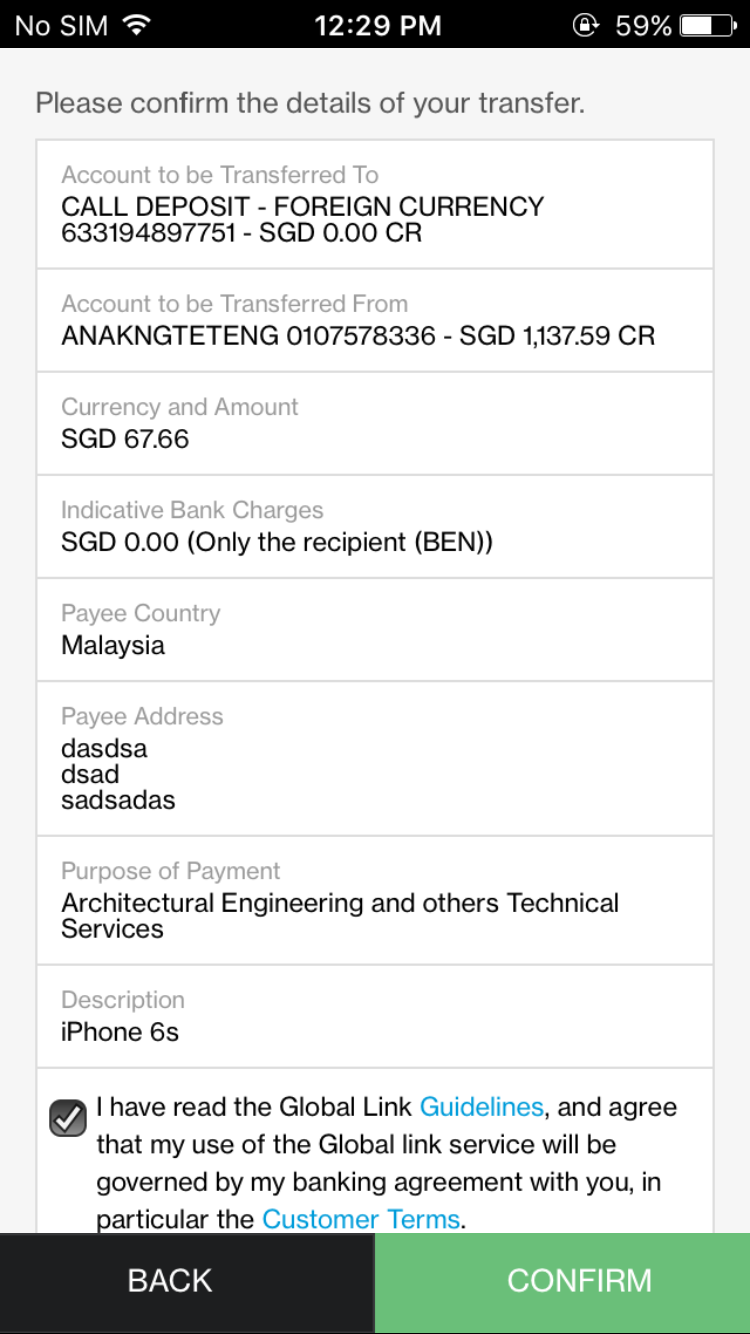 No SIM 12:29 PM 59%
Please confirm the details of your transfer.
Account to be Transferred To
CALL DEPOSIT - FOREIGN CURRENCY
633194897751 - SGD 0.00 CR
Account to be Transferred From
ANAKNGTETENG 0107578336 - SGD 1,137.59 CR
Currency and Amount
SGD 67.66
Indicative Bank Charges
SGD 0.00 (Only the recipient (BEN))
Payee Country
Malaysia
Payee Address
dasdsa
dsad
sadsadas
Purpose of Payment
Architectural Engineering and others Technical
Services
Description
iPhone 6s
I have read the Global Link Guidelines, and agree
that my use of the Global link service will be
governed by my banking agreement with you, in
particular the Customer Terms.
BACK CONFIRM